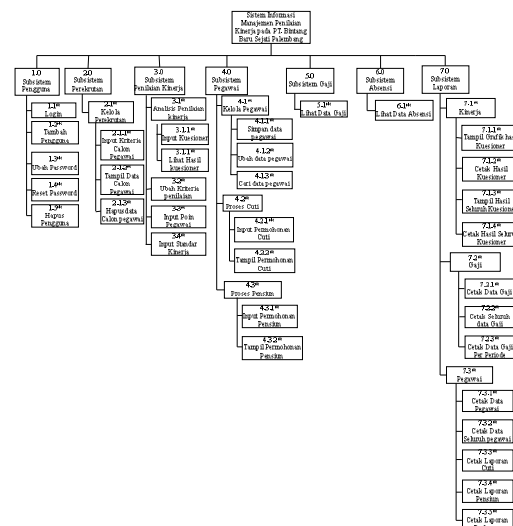 Sistem Informasi
Manajemen Penilaian
Kinerja pada PT. Bintang
Baru Sejati Palembang
1.0
Subsistem
Pengguna
1.1*
Login
1.2*
Tambah
Pengguna
1.3*
Ubah Password
1.4*
Reset Password
1.5*
Hapus
Pengguna
2.0
Subsistem
Perekrutan
2.1*
Kelola
Perekrutan
2.1.1*
Input Kriteria
Calon
Pegawai
2.1.2*
Tampil Data
Calon
Pegawai
2.1.3*
Hapus data
Calon pegawai
3.0
Subsistem
Penilaian Kinerja
3.1*
Analisis Penilaian
kinerja
3.1.1*
Input Kuesioner
3.1.1*
Lihat Hasil
kuesioner
3.2*
Ubah Kriteria
penilaian
3.3*
Input Poin
Pegawai
3.4*
Input Standar
Kinerja
4.0
Subsistem
Pegawai
4.1*
Kelola Pegawai
4.1.1*
Simpan data
pegawai
4.1.2*
Ubah data pegawai
4.1.3*
Cari data pegawai
4.2*
Proses Cuti
4.2.1*
Input Permohonan
Cuti
4.2.2*
Tampil Permohonan
Cuti
4.3*
Proses Pensiun
4.3.1*
Input Permohonan
Pensiun
4.3.2*
Tampil Permohonan
Pensiun
5.0
Subsistem Gaji
5.1*
Lihat Data Gaji
6.0
Subsistem
Absensi
6.1*
Lihat Data Absensi
7.0
Subsistem
Laporan
7.1*
Kinerja
7.1.1*
Tampil Grafik has
Kuesioner
7.1.2*
Cetak Hasil
Kuesioner
7.1.3*
Tampil Hasil
Seluruh Kuesioner
7.1.4*
Cetak Hasil Selur
Kuesioner
7.2*
Gaji
7.2.1*
Cetak Data Gaji
7.2.2*
Cetak Seluruh
data Gaji
7.2.3*
Cetak Data Gaji
Per Periode
7.3*
Pegawai
7.3.1*
Cetak Data
Pegawai
7.3.2*
Cetak Data
Seluruh pegawai
7.3.3*
Cetak Laporan
Cuti
7.3.4*
Cetak Laporan
Pensiun
7.3.5*
Cetak Laporan